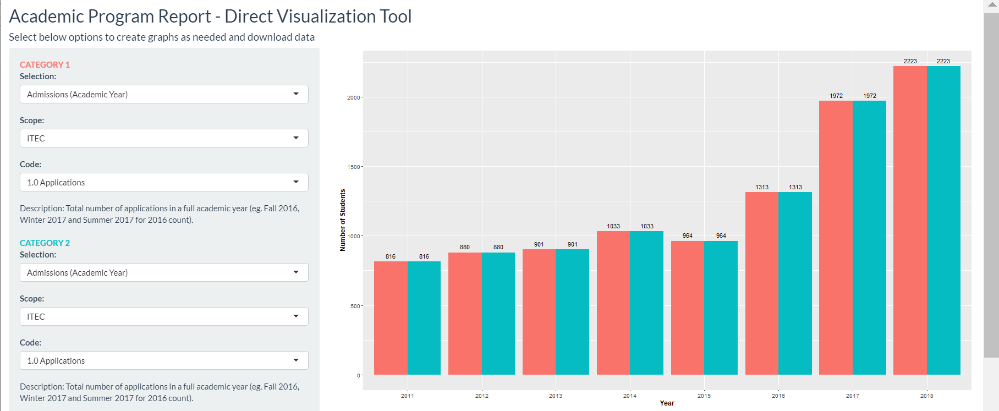 Academic Program Report - Direct Visualization Tool
Select below options to create graphs as needed and download data
CATEGORY 1
Selection:
Admissions (Academic Year)
Scope:
ITEC
Code:
1.0 Applications
Description: Total number of applications in a full academic year (eg. Fall 2016,
Winter 2017 and Summer 2017 for 2016 count).
CATEGORY 2
Selection:
Admissions (Academic Year)
Scope:
ITEC
Code:
1.0 Applications
Description: Total number of applications in a full academic year (eg. Fall 2016,
Winter 2017 and Summer 2017 for 2016 count).
Number of Students
2000
1500
1000
500
0
816 816
880 880
901 901
1033 1033
964 964
1313 1313
1972 1972
2223 2223
2011 2012 2013 2014 2015 2016 2017 2018
Year